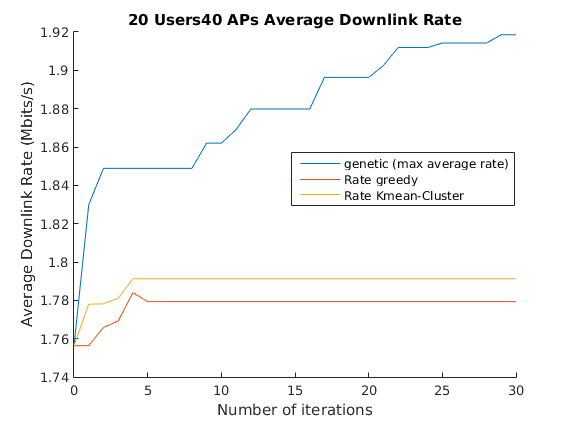 20 Users40 APs Average Downlink Rate
Average Downlink Rate (Mbits/s)
1.92
1.9
1.88
1.86
1.84
1.82
1.8
1.78
1.76
1.74
genetic (max average rate)
Rate greedy
Rate Kmean-Cluster
0 5 10 15 20 25 30
Number of iterations